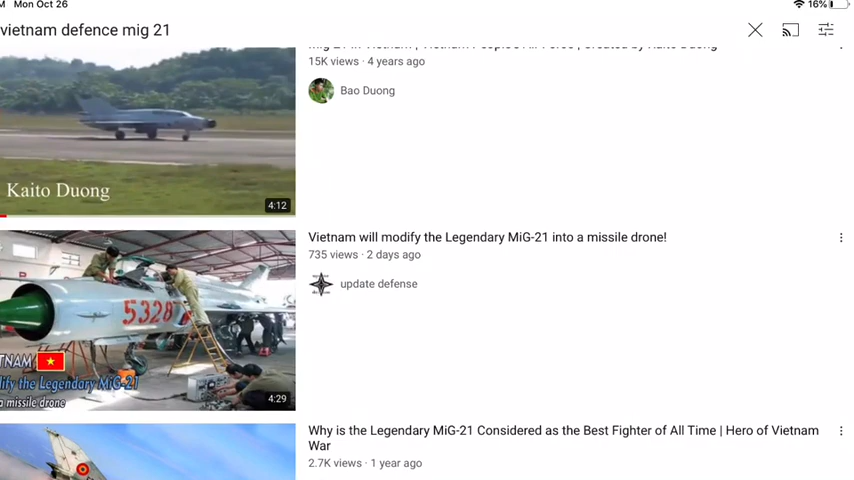 Mon Oct 26
16%
vietnam defence mig 21
15K views · 4 years ago
Bao Duong
Kaito Duong
4:12
Vietnam will modify the Legendary MiG-21 into a missile drone!
735 views · 2 days ago
update defense
5328
4:29
Legendary MiG-21
a missile drone
Why is the Legendary MiG-21 Considered as the Best Fighter of All Time | Hero of Vietnam
War
2.7K views · 1 year ago